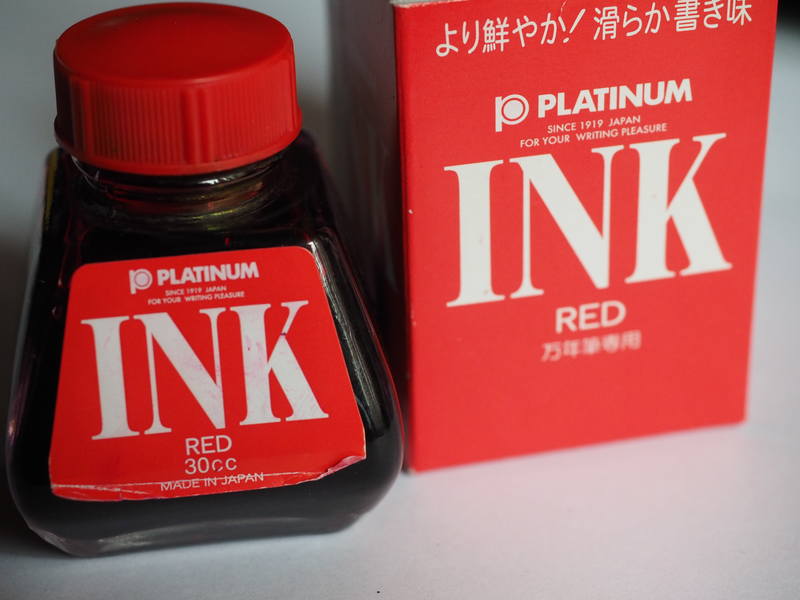 PLATINUM
SINCE 1919 JAPAN
FOR YOUR WRITING PLEASURE
INK
RED
30cc
MADE IN JAPAN
より鮮やか! 滑らか書き味
PLATINUM
SINCE 1919 JAPAN
FOR YOUR WRITING PLEASURE
INK
RED
万年筆専用